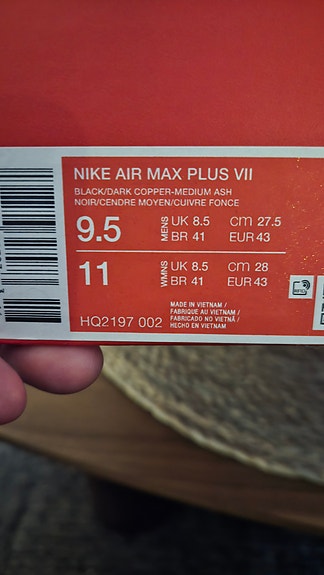 NIKE AIR MAX PLUS VII
BLACK/DARK COPPER-MEDIUM ASH
NOIR/CENDRE MOYEN/CUIVRE FONCE
9.5 MENS UK 8.5 cm 27.5
BR 41 EUR 43
11 WMNS UK 8.5 cm 28
BR 41 EUR 43
HQ2197 002
MADE IN VIETNAM /
FABRIQUE AU VIETNAM /
FABRICADO NO VIETNÃ /
HECHO EN VIETNAM